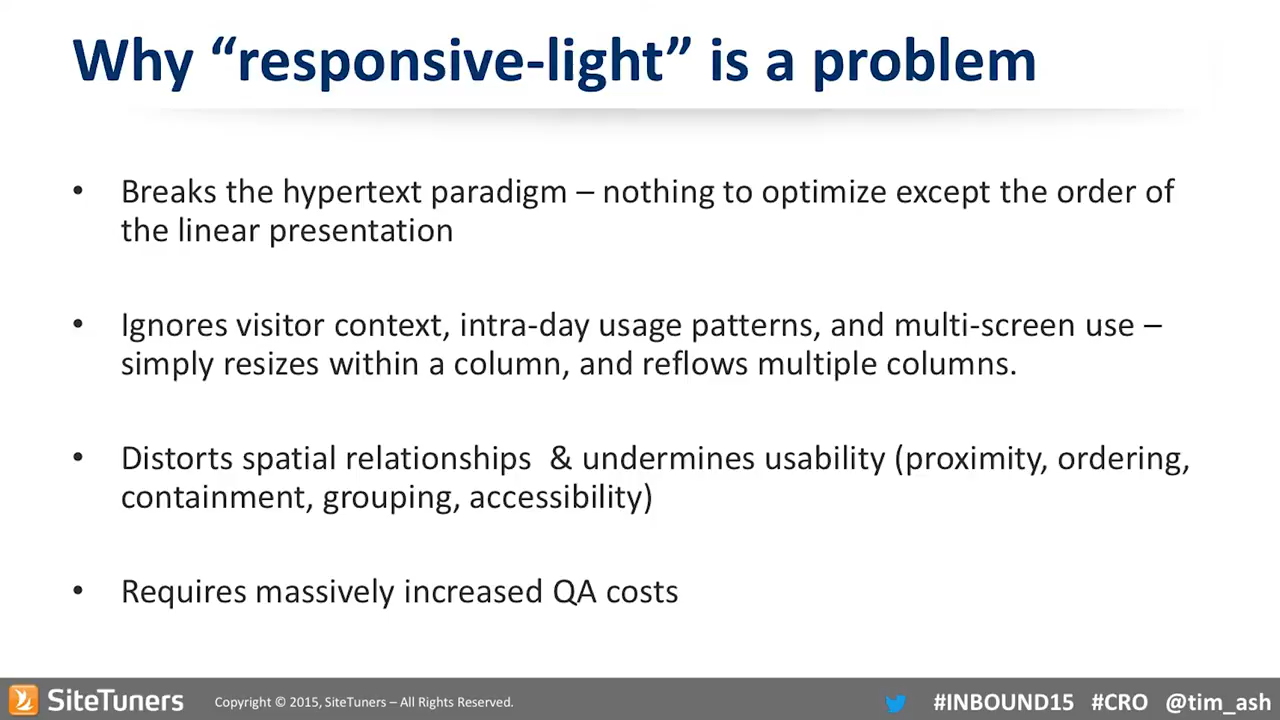 Why “responsive-light” is a problem
• Breaks the hypertext paradigm – nothing to optimize except the order of
the linear presentation
• Ignores visitor context, intra-day usage patterns, and multi-screen use –
simply resizes within a column, and reflows multiple columns.
• Distorts spatial relationships  & undermines usability (proximity, ordering,
containment, grouping, accessibility)
• Requires massively increased QA costs
SiteTuners Copyright © 2015, SiteTuners – All Rights Reserved. #INBOUND15 #CRO @tim_ash